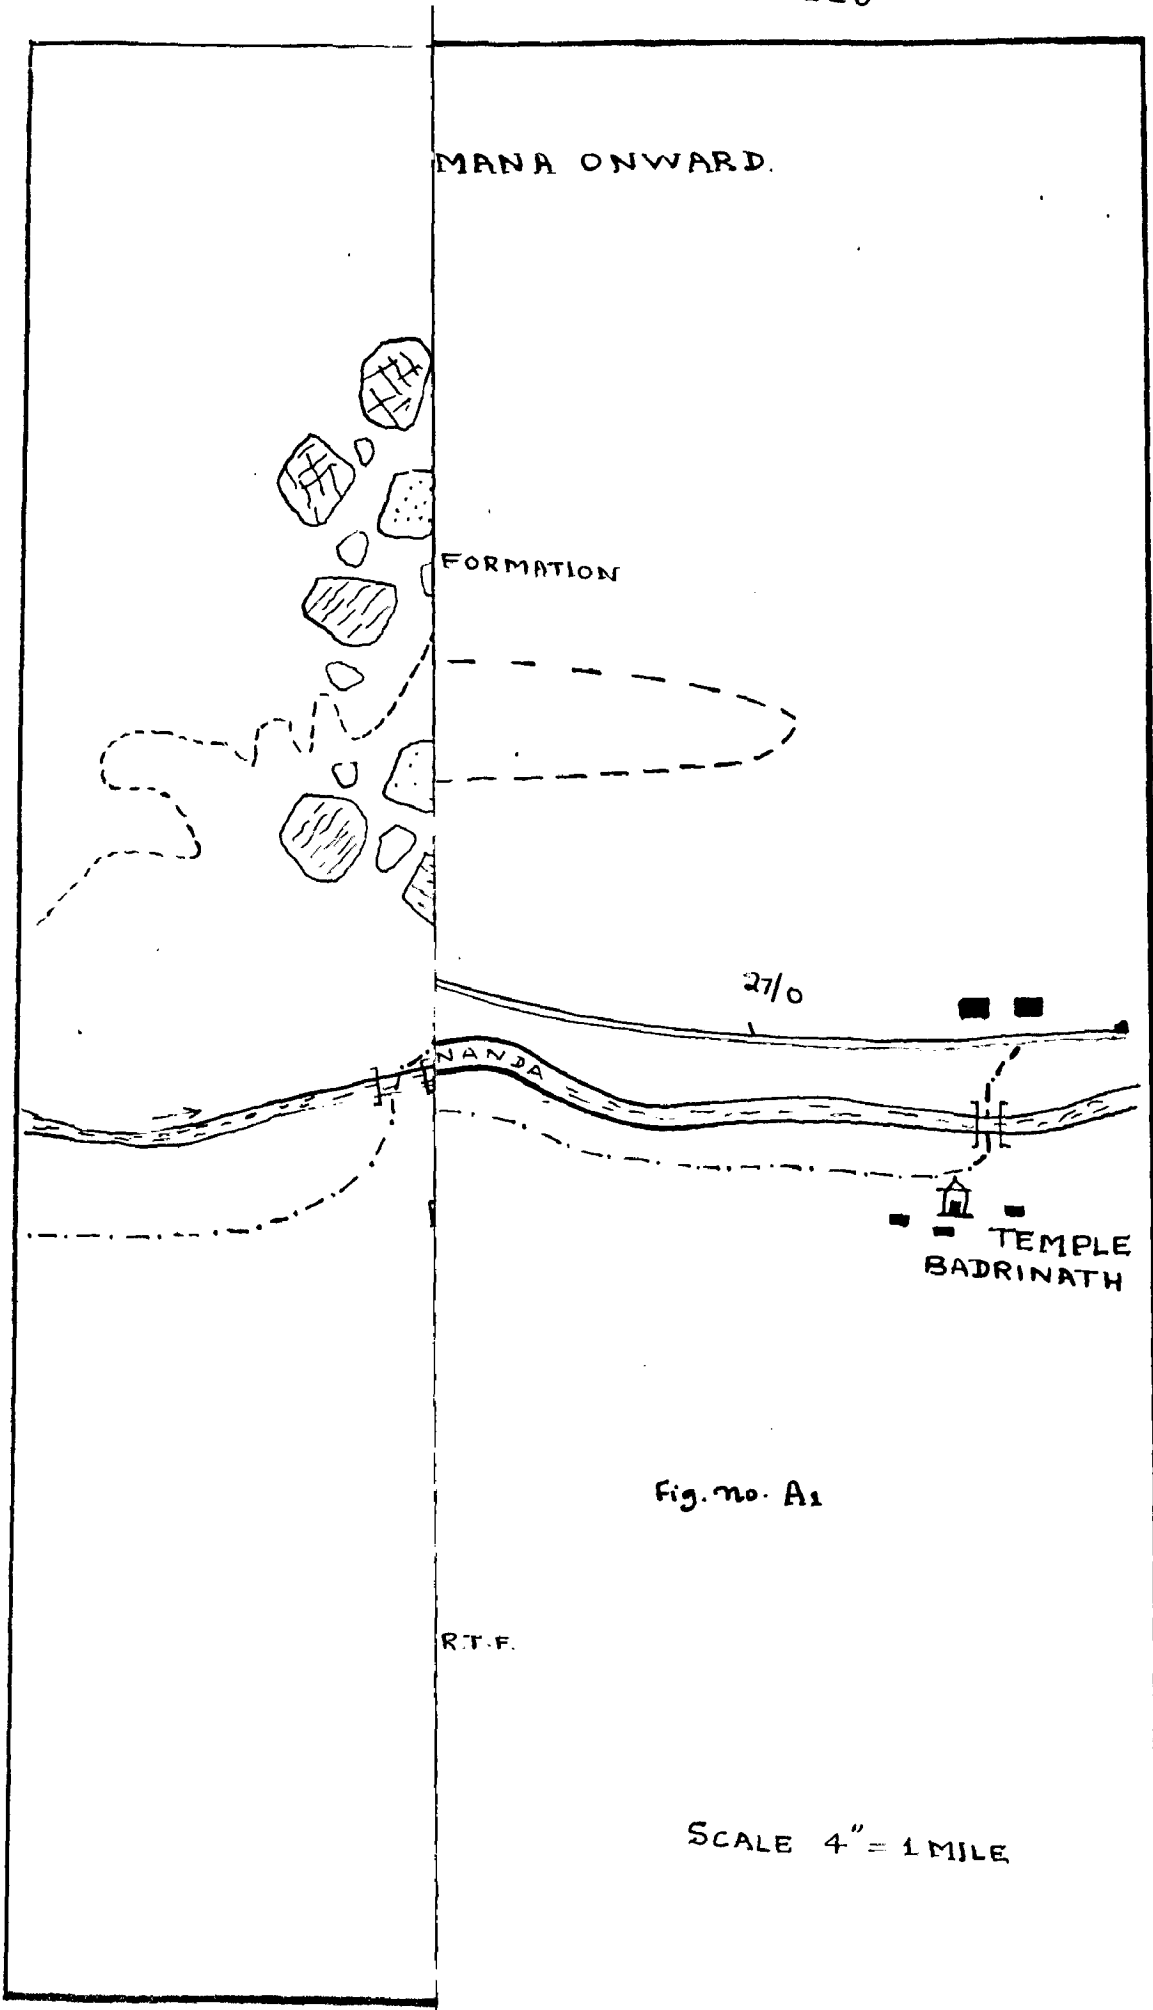 MANA ONWARD.
FORMATION
27/0
NANDA
TEMPLE
BADRINATH
Fig. no. A1
R.T.F.
SCALE 4" = 1 MILE